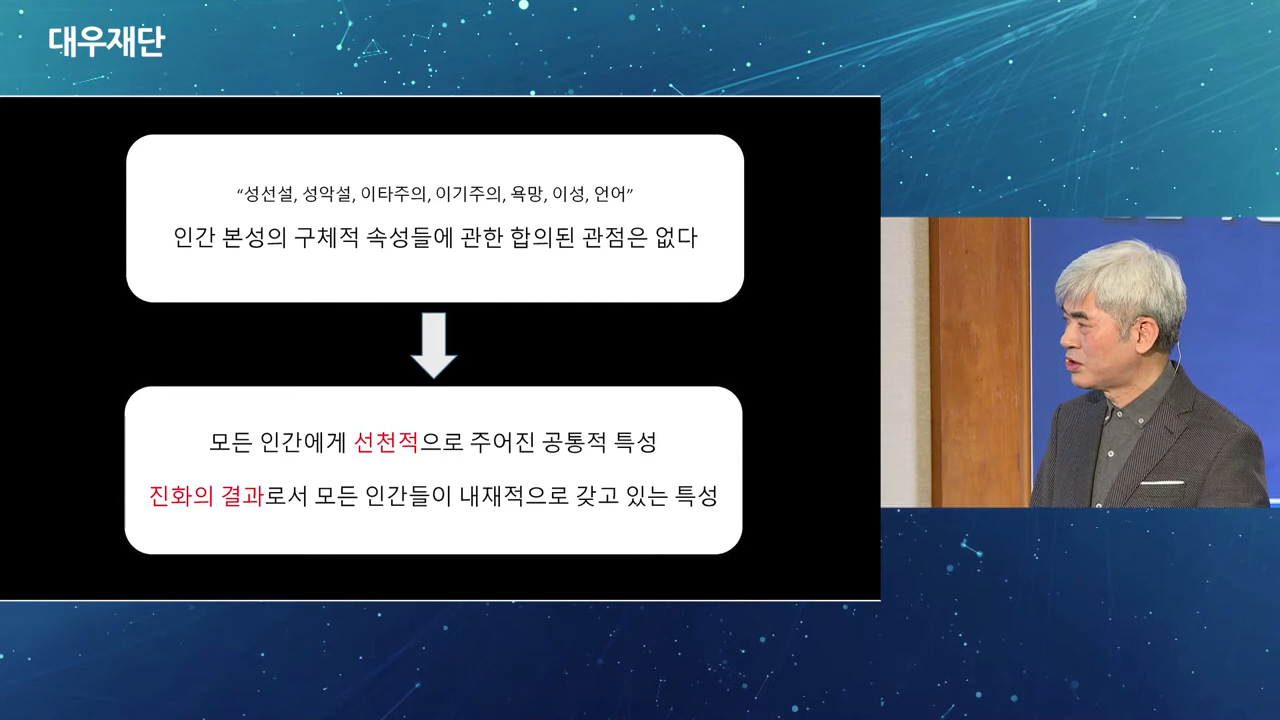 대우재단
“성선설, 성악설, 이타주의, 이기주의, 욕망, 이성, 언어”
인간 본성의 구체적 속성들에 관한 합의된 관점은 없다
모든 인간에게 선천적으로 주어진 공통적 특성
진화의 결과로서 모든 인간들이 내재적으로 갖고 있는 특성